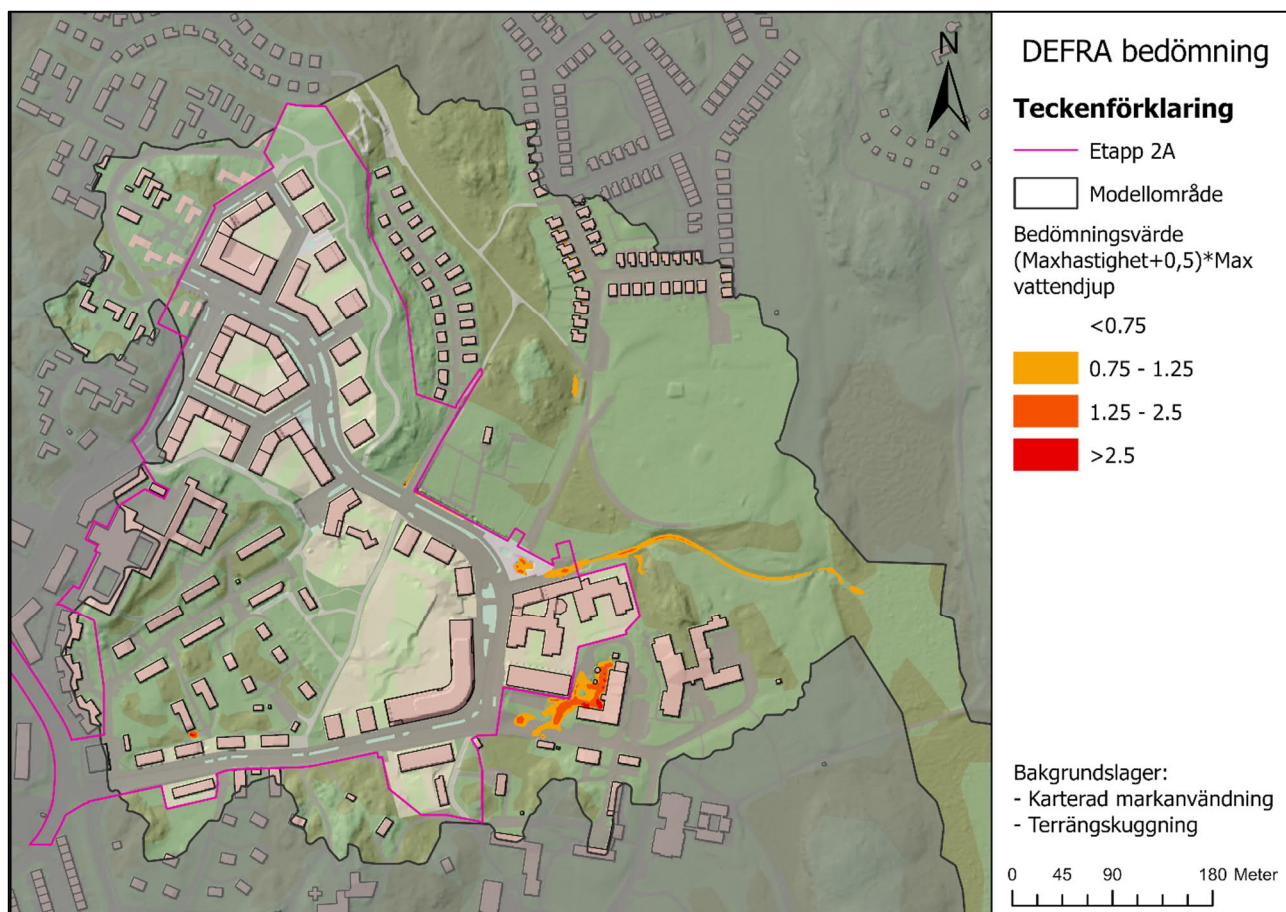 N
DEFRA bedömning
Teckenförklaring
Etapp 2A
Modellområde
Bedömningsvärde
(Maxhastighet+0,5)*Max
vattendjup
<0.75
0.75 - 1.25
1.25 - 2.5
>2.5
Bakgrundslager:
- Karterad markanvändning
- Terrängskuggning
0 45 90 180 Meter